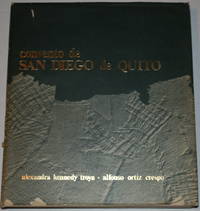 convento de
SAN DIEGO de QUITO
alexandra kennedy troya - alfonso ortiz crespo